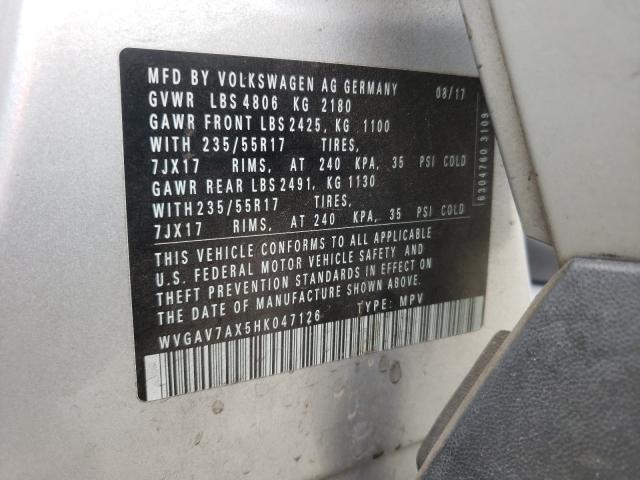 MFD BY VOLKSWAGEN AG GERMANY 08/17
GVWR LBS 4806 KG 2180
GAWR FRONT LBS 2425, KG 1100
WITH 235/55R17 TIRES,
7JX17 RIMS, AT 240 KPA, 35 PSI COLD
GAWR REAR LBS 2491, KG 1130
WITH 235/55R17 TIRES,
7JX17 RIMS, AT 240 KPA, 35 PSI COLD
THIS VEHICLE CONFORMS TO ALL APPLICABLE
U.S. FEDERAL MOTOR VEHICLE SAFETY AND
THEFT PREVENTION STANDARDS IN EFFECT ON
THE DATE OF MANUFACTURE SHOWN ABOVE.
WVGAV7AX5HK047126 TYPE: MPV
6304760 3109